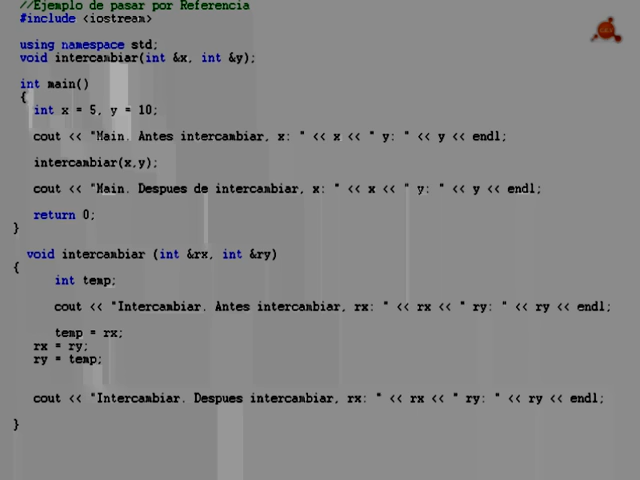 //Ejemplo de pasar por Referencia
#include <iostream>
using namespace std;
void intercambiar(int &x, int &y);
int main()
{
int x = 5, y = 10;
cout << "Main. Antes intercambiar, x: " << x << " y: " << y << endl;
intercambiar(x,y);
cout << "Main. Despues de intercambiar, x: " << x << " y: " << y << endl;
return 0;
}
void intercambiar (int &rx, int &ry)
{
int temp;
cout << "Intercambiar. Antes intercambiar, rx: " << rx << " ry: " << ry << endl;
temp = rx;
rx = ry;
ry = temp;
cout << "Intercambiar. Despues intercambiar, rx: " << rx << " ry: " << ry << endl;
}